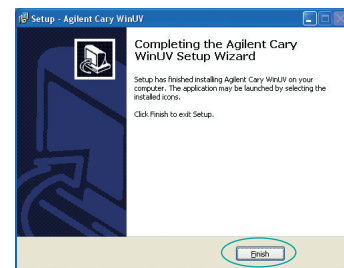 Setup - Agilent Cary WinUV
Completing the Agilent Cary
WinUV Setup Wizard
Setup has finished installing Agilent Cary WinUV on your
computer. The application may be launched by selecting the
installed icons.
Click Finish to exit Setup.
Finish